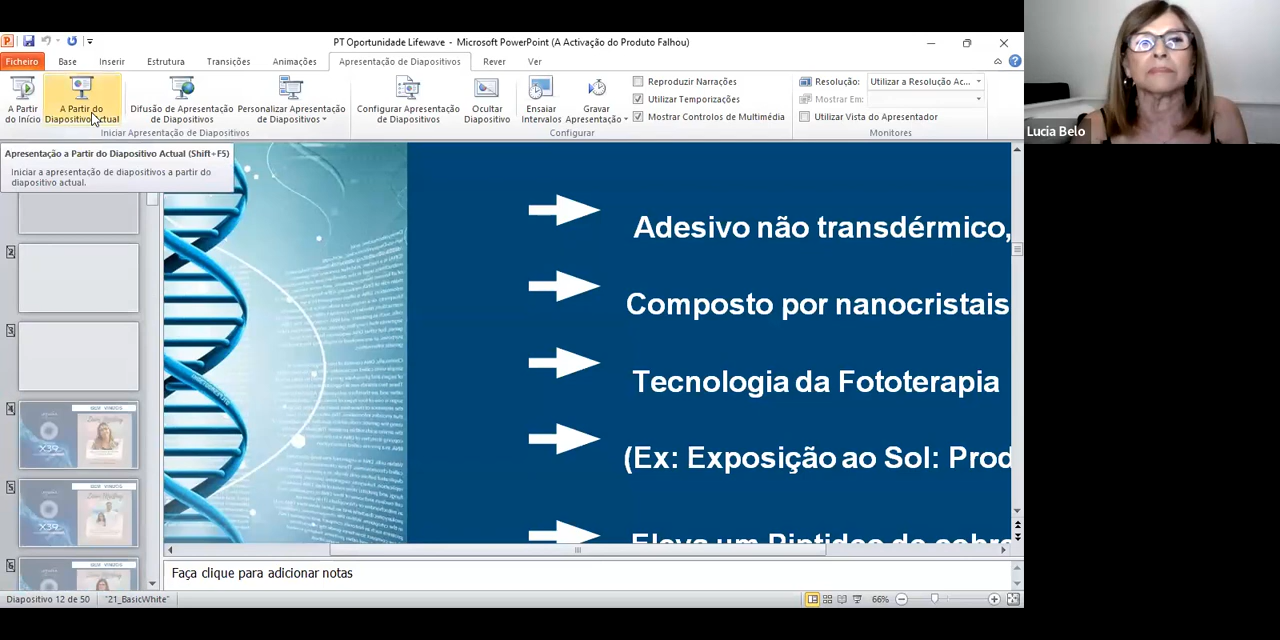 PT Oportunidade Lifewave - Microsoft PowerPoint (A Activação do Produto Falhou)
Ficheiro Base Inserir Estrutura Transições Animações Apresentação de Diapositivos Rever Ver
A Partir do Início
A Partir do Diapositivo Actual
Difusão de Apresentação de Diapositivos
Personalizar Apresentação de Diapositivos
Configurar Apresentação de Diapositivos
Ocultar Diapositivo
Ensaiar Intervalos
Gravar Apresentação
Reproduzir Narrações
Utilizar Temporizações
Mostrar Controlos de Multimédia
Resolução: Utilizar a Resolução Ac...
Mostrar Em:
Utilizar Vista do Apresentador
Iniciar Apresentação de Diapositivos
Configurar
Monitores
Lucia Belo
Apresentação a Partir do Diapositivo Actual (Shift+F5)
Iniciar a apresentação de diapositivos a partir do
diapositivo actual.
2
3
4
5
6
Adesivo não transdérmico,
Composto por nanocristais
Tecnologia da Fototerapia
(Ex: Exposição ao Sol: Prod
Faça clique para adicionar notas
Diapositivo 12 de 50 "21_BasicWhite" 66%